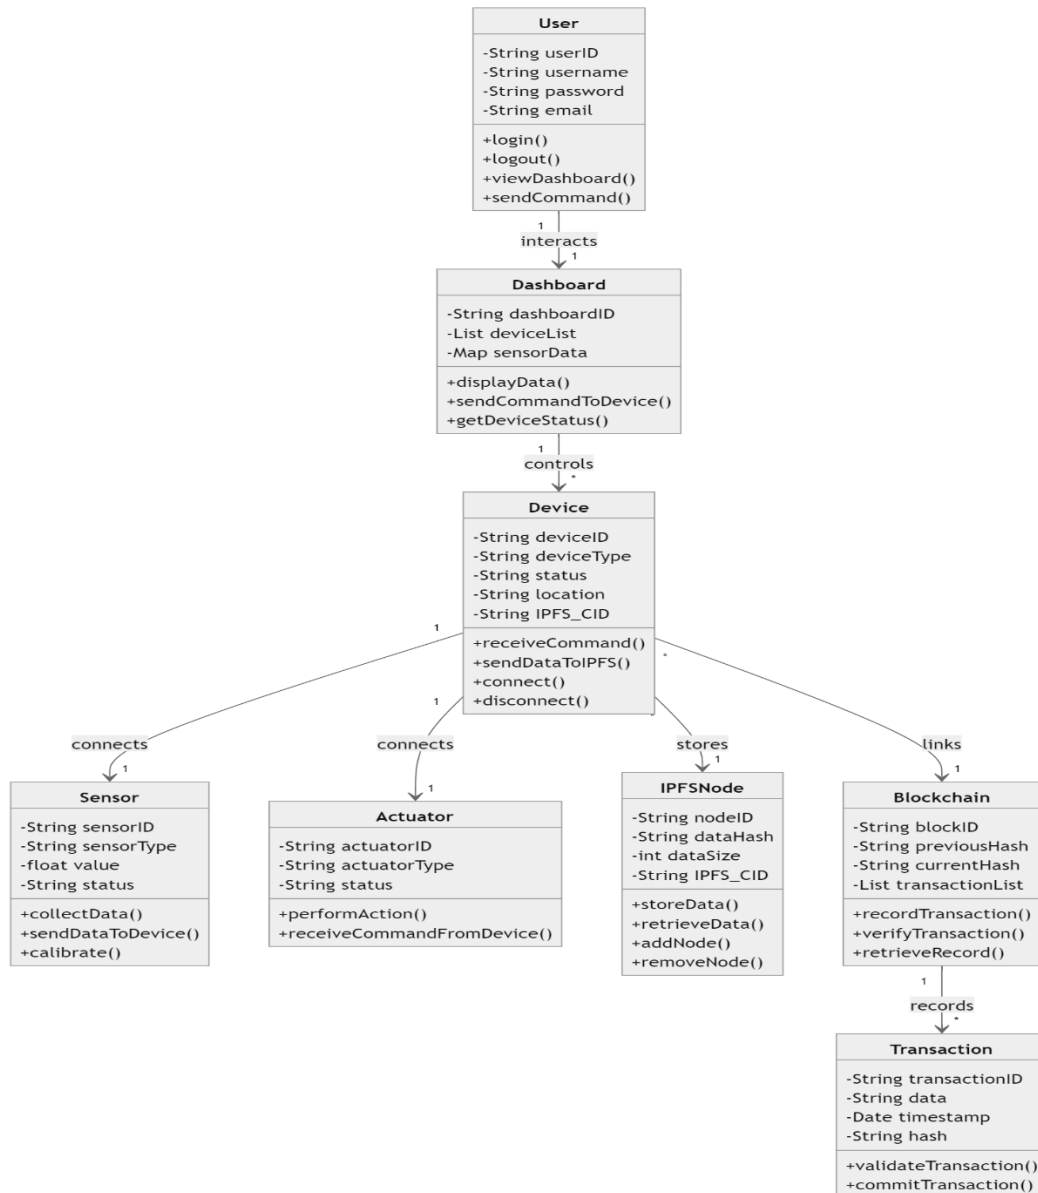 User
-String userID
-String username
-String password
-String email
+login()
+logout()
+viewDashboard()
+sendCommand()
1
interacts
1
Dashboard
-String dashboardID
-List deviceList
-Map sensorData
+displayData()
+sendCommandToDevice()
+getDeviceStatus()
1
controls
*
Device
-String deviceID
-String deviceType
-String status
-String location
-String IPFS_CID
+receiveCommand()
+sendDataToIPFS()
+connect()
+disconnect()
1
*
1
*
connects
connects
stores
links
1
1
1
1
Sensor
-String sensorID
-String sensorType
-float value
-String status
+collectData()
+sendDataToDevice()
+calibrate()
Actuator
-String actuatorID
-String actuatorType
-String status
+performAction()
+receiveCommandFromDevice()
IPFSNode
-String nodeID
-String dataHash
-int dataSize
-String IPFS_CID
+storeData()
+retrieveData()
+addNode()
+removeNode()
Blockchain
-String blockID
-String previousHash
-String currentHash
-List transactionList
+recordTransaction()
+verifyTransaction()
+retrieveRecord()
1
records
*
Transaction
-String transactionID
-String data
-Date timestamp
-String hash
+validateTransaction()
+commitTransaction()